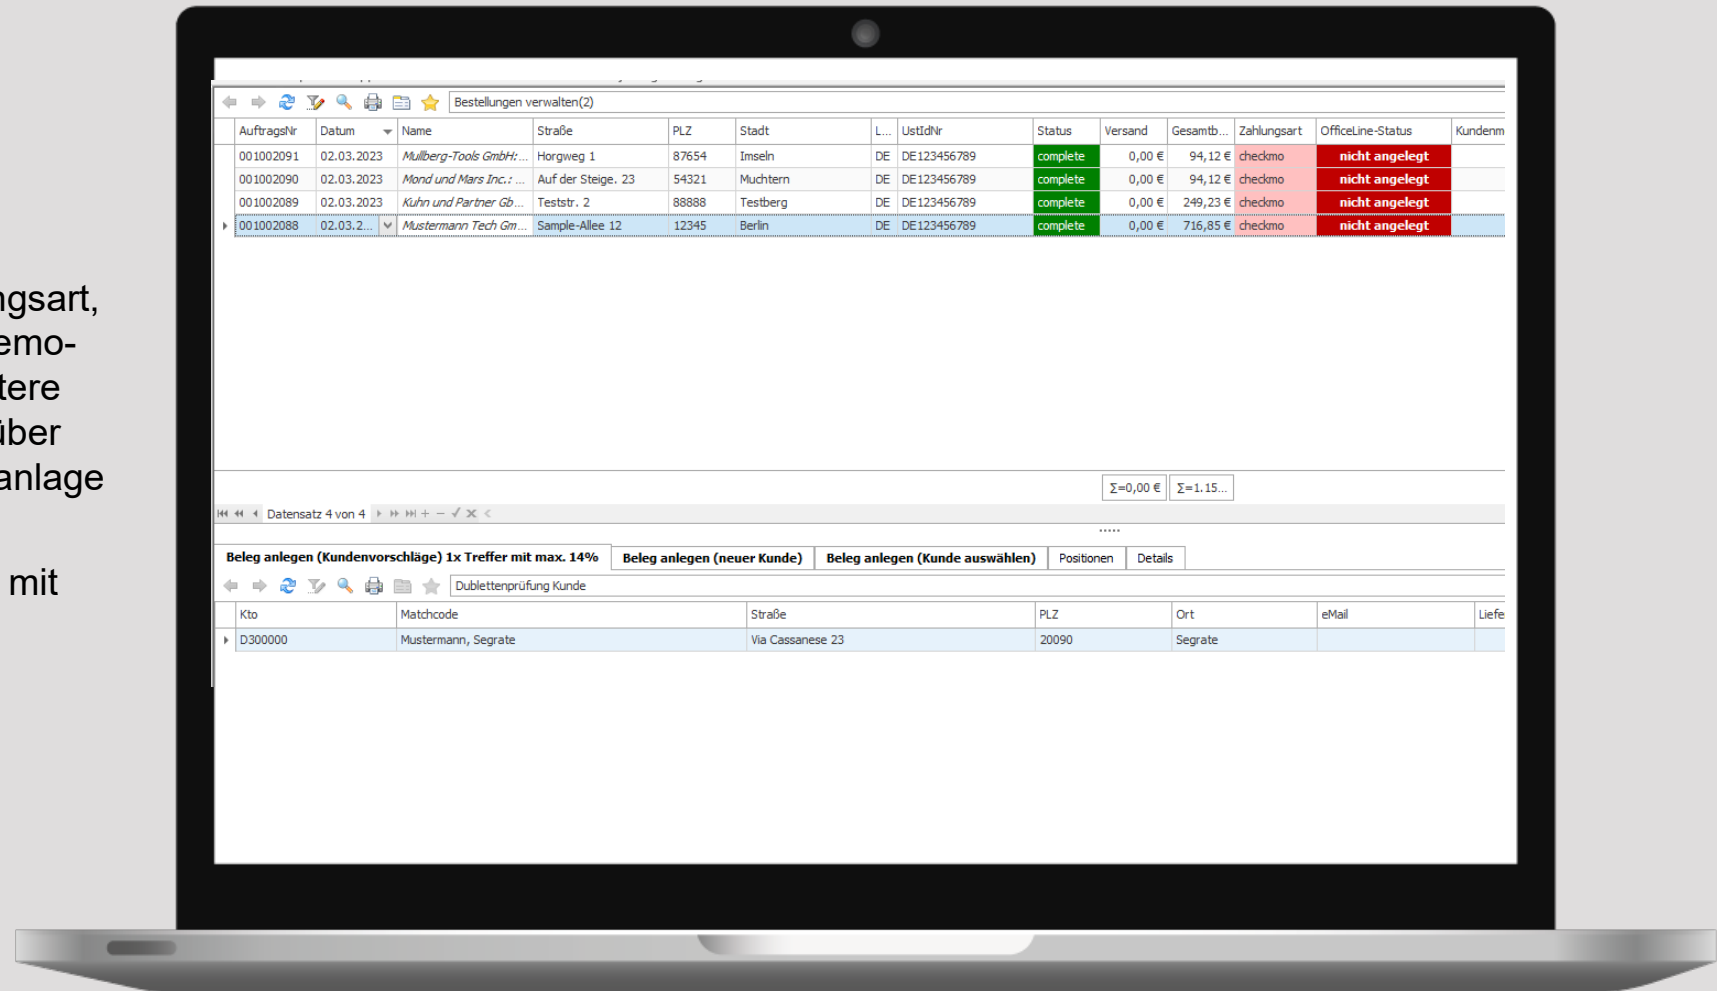 ngsart,
emo-
tere
über
anlage
mit
Bestellungen verwalten(2)
AuftragsNr Datum Name Straße PLZ Stadt L... UstIdNr Status Versand Gesamtb... Zahlungsart OfficeLine-Status Kundenm
001002091 02.03.2023 Mullberg-Tools GmbH:... Horgweg 1 87654 Imseln DE DE123456789 complete 0,00 € 94,12 € checkmo nicht angelegt
001002090 02.03.2023 Mond und Mars Inc.: ... Auf der Steige. 23 54321 Muchtern DE DE123456789 complete 0,00 € 94,12 € checkmo nicht angelegt
001002089 02.03.2023 Kuhn und Partner Gb... Teststr. 2 88888 Testberg DE DE123456789 complete 0,00 € 249,23 € checkmo nicht angelegt
001002088 02.03.2... Mustermann Tech Gm... Sample-Allee 12 12345 Berlin DE DE123456789 complete 0,00 € 716,85 € checkmo nicht angelegt
Σ=0,00 € Σ=1.15...
Datensatz 4 von 4
Beleg anlegen (Kundenvorschläge) 1x Treffer mit max. 14% Beleg anlegen (neuer Kunde) Beleg anlegen (Kunde auswählen) Positionen Details
Dublettenprüfung Kunde
Kto Matchcode Straße PLZ Ort eMail Liefe
D300000 Mustermann, Segrate Via Cassanese 23 20090 Segrate